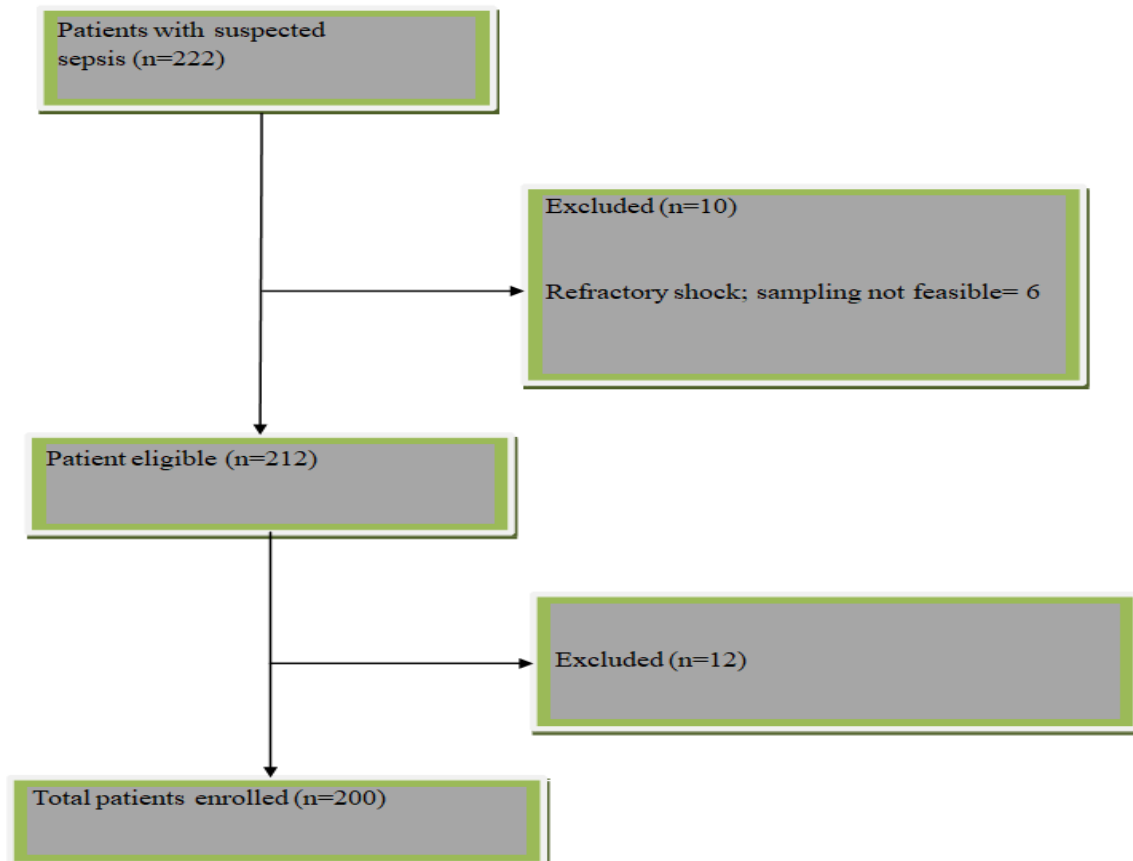 Patients with suspected
sepsis (n=222)
Excluded (n=10)
Refractory shock; sampling not feasible= 6
Patient eligible (n=212)
Excluded (n=12)
Total patients enrolled (n=200)